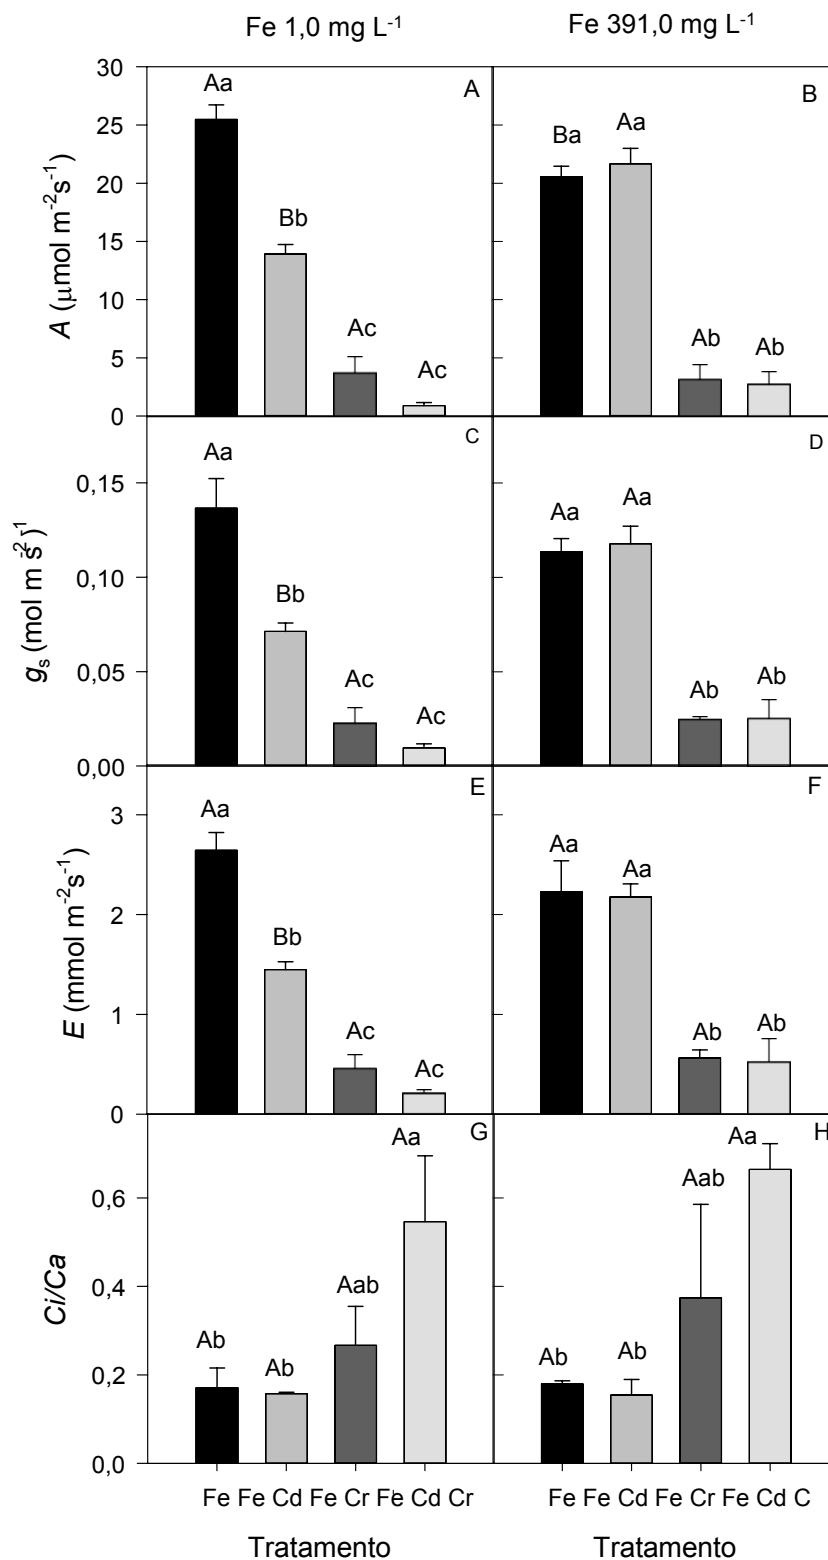 Fe 1,0 mg L-1 Fe 391,0 mg L-1
30
25
20
15
10
5
0
A (μmol m-2s-1)
Aa
Bb
Ac
Ac
A
Ba
Aa
Ab
Ab
B
0,15
0,10
0,05
0,00
gs (mol m-2s-1)
Aa
Bb
Ac
Ac
C
Aa
Aa
Ab
Ab
D
3
2
1
0
E (mmol m-2s-1)
Aa
Bb
Ac
Ac
E
Aa
Aa
Ab
Ab
F
0,6
0,4
0,2
0,0
Ci/Ca
Ab
Ab
Aab
Aa
G
Ab
Ab
Aab
Aa
H
Fe Fe Cd Fe Cr Fe Cd Cr Fe Fe Cd Fe Cr Fe Cd C
Tratamento Tratamento